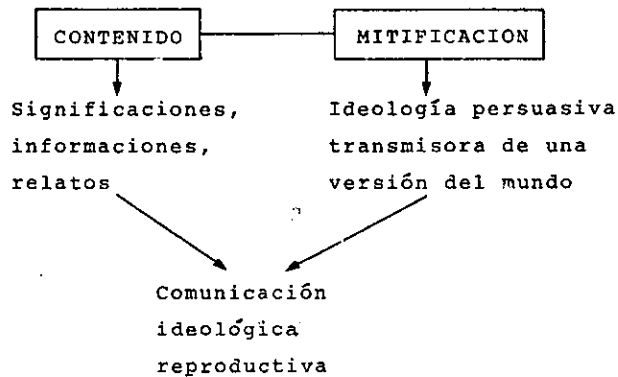 CONTENIDO
MITIFICACION
Significaciones,
informaciones,
relatos
Ideología persuasiva
transmisora de una
versión del mundo
Comunicación
ideológica
reproductiva